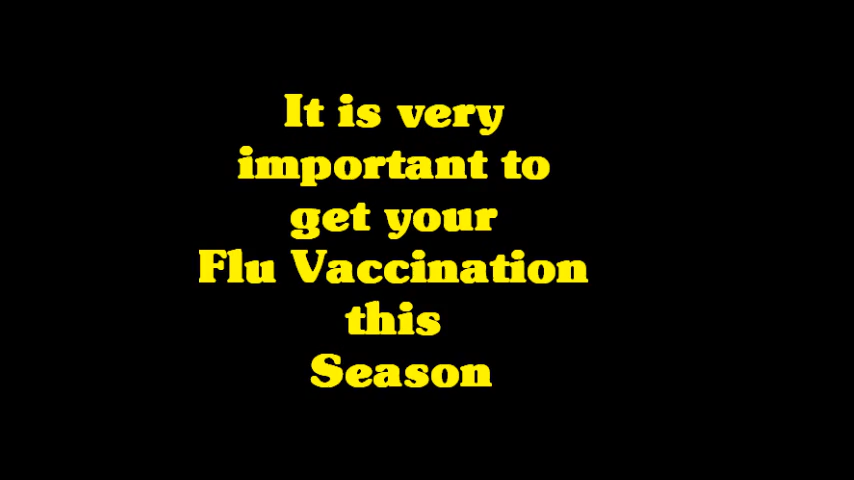 It is very
important to
get your
Flu Vaccination
this
Season